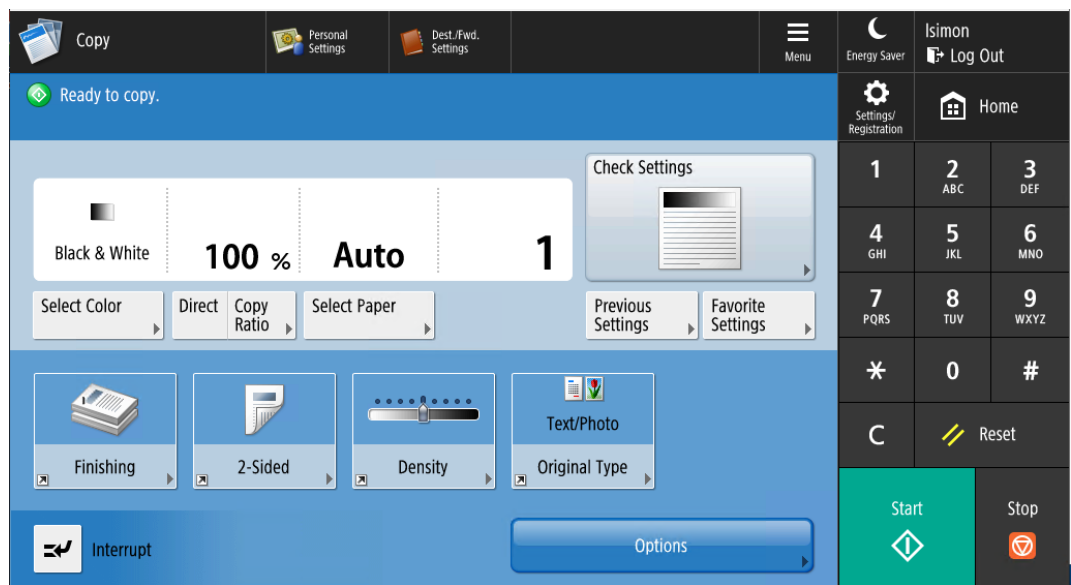 Copy
Personal
Settings
Dest./Fwd.
Settings
Menu
Energy Saver
Isimon
Log Out
Ready to copy.
Settings/
Registration
Home
Check Settings
Black & White
100 %
Auto
1
Select Color
Direct
Copy
Ratio
Select Paper
Previous
Settings
Favorite
Settings
Text/Photo
Finishing
2-Sided
Density
Original Type
Interrupt
Options
1
2
ABC
3
DEF
4
GHI
5
JKL
6
MNO
7
PQRS
8
TUV
9
WXYZ
*
0
#
C
Reset
Start
Stop